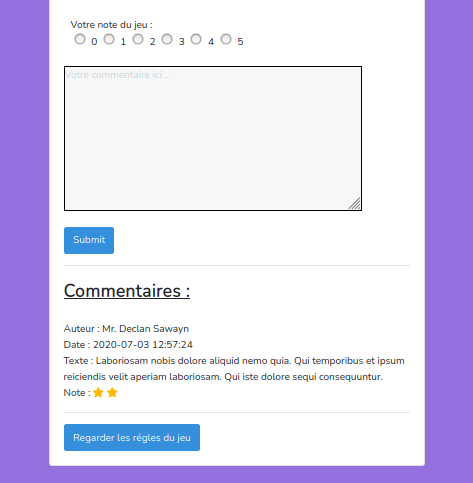 Votre note du jeu :
0 1 2 3 4 5
Votre commentaire ici...
Submit
Commentaires :
Auteur : Mr. Declan Sawayn
Date : 2020-07-03 12:57:24
Texte : Laboriosam nobis dolore aliquid nemo quia. Qui temporibus et ipsum
reiciendis velit aperiam laboriosam. Qui iste dolore sequi consequuntur.
Note :
Regarder les régles du jeu